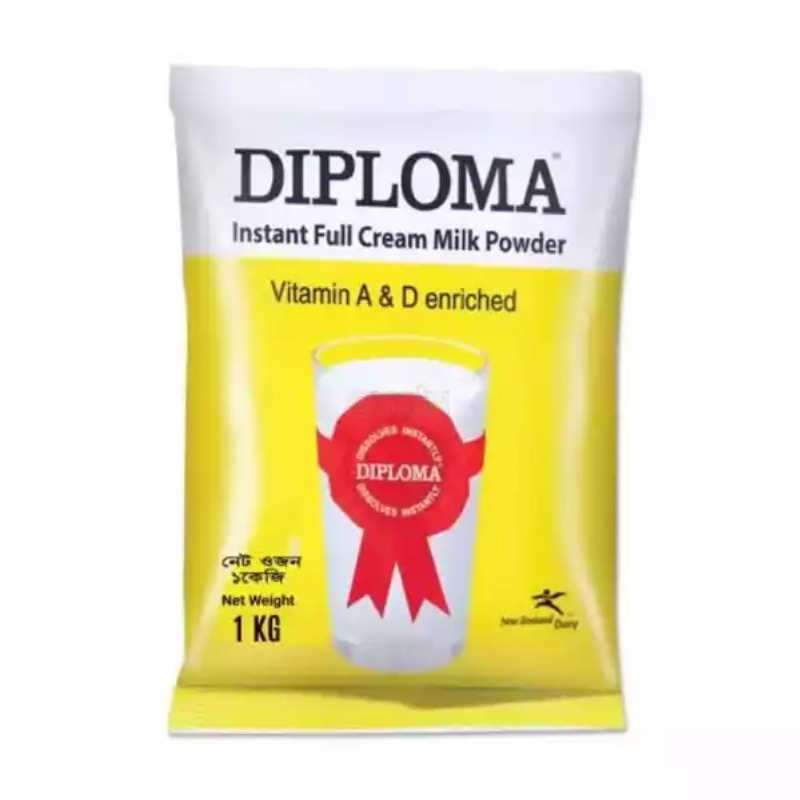 DIPLOMA
Instant Full Cream Milk Powder
Vitamin A & D enriched
DISSOLVES INSTANTLY
DIPLOMA
DISSOLVES INSTANTLY
নেট ওজন
১কেজি
Net Weight
1 KG
New Zealand Dairy